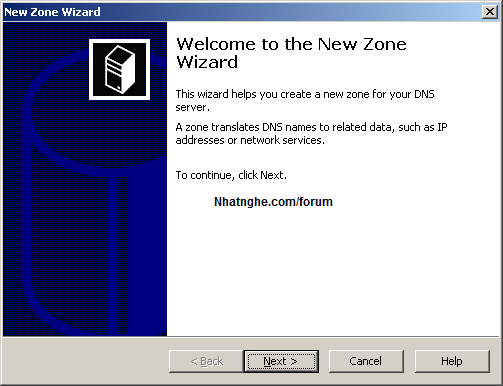 New Zone Wizard
Welcome to the New Zone
Wizard
This wizard helps you create a new zone for your DNS
server.
A zone translates DNS names to related data, such as IP
addresses or network services.
To continue, click Next.
Nhatnghe.com/forum
< Back
Next >
Cancel
Help